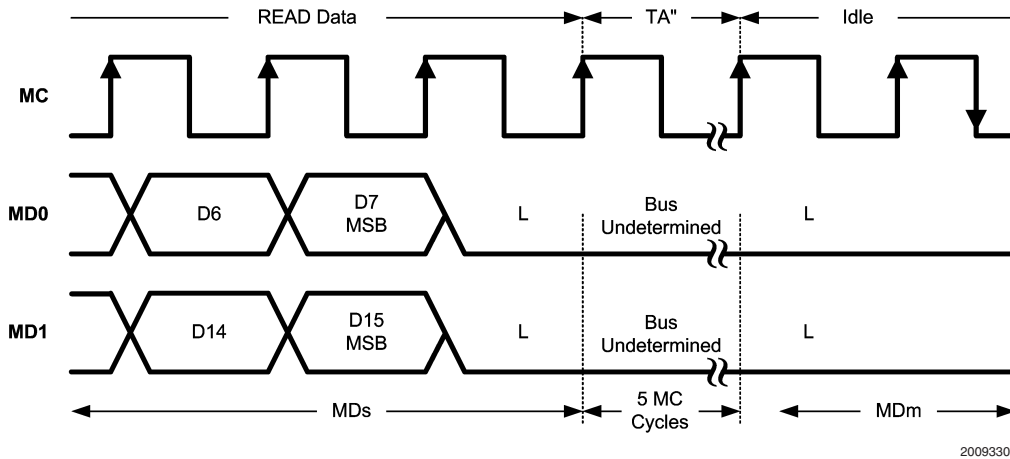 READ Data
TA"
Idle
MC
MD0
D6
D7
MSB
L
Bus
Undetermined
L
MD1
D14
D15
MSB
L
Bus
Undetermined
L
MDs
5 MC
Cycles
MDm
2009330